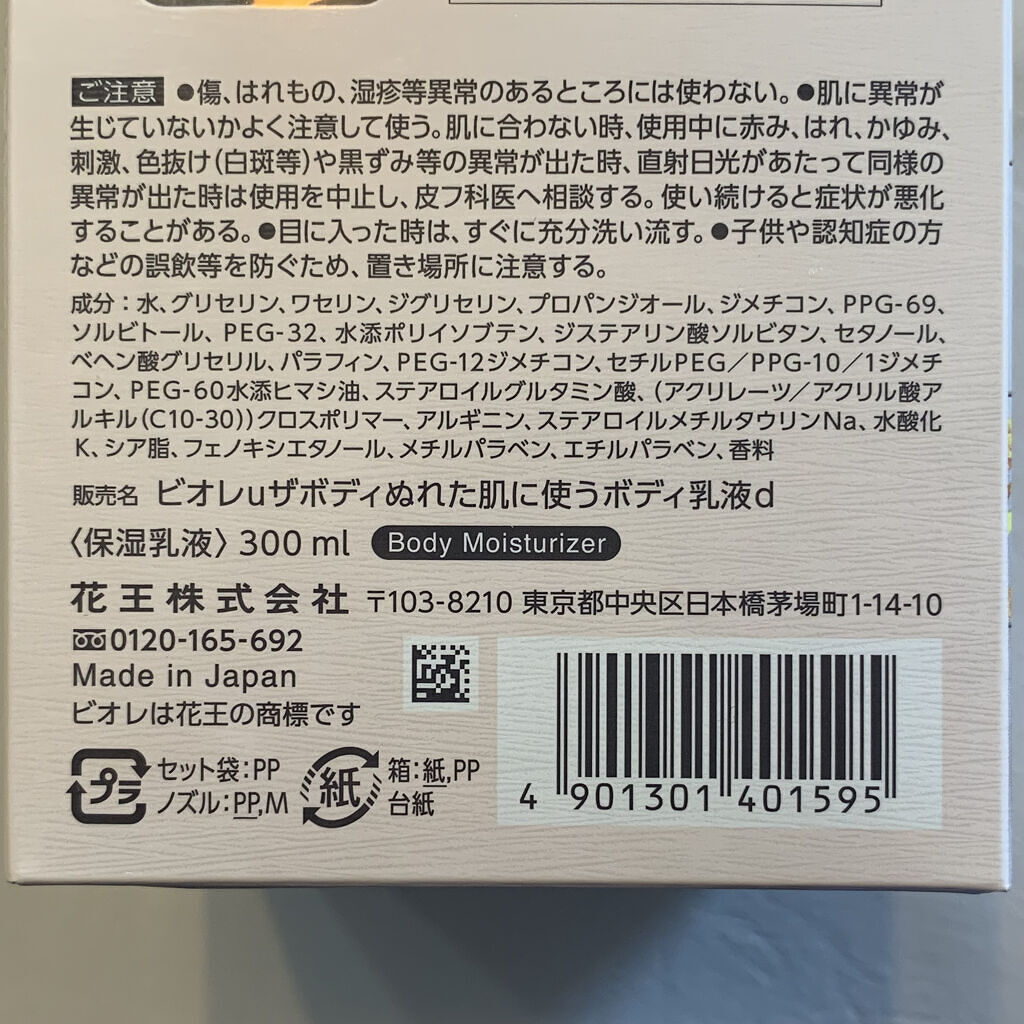 ご注意 ●傷、はれもの、湿疹等異常のあるところには使わない。●肌に異常が
生じていないかよく注意して使う。肌に合わない時、使用中に赤み、はれ、かゆみ、
刺激、色抜け(白斑等)や黒ずみ等の異常が出た時、直射日光があたって同様の
異常が出た時は使用を中止し、皮フ科医へ相談する。使い続けると症状が悪化
することがある。●目に入った時は、すぐに充分洗い流す。●子供や認知症の方
などの誤飲等を防ぐため、置き場所に注意する。
成分:水、グリセリン、ワセリン、ジグリセリン、プロパンジオール、ジメチコン、PPG-69、
ソルビトール、PEG-32、水添ポリイソブテン、ジステアリン酸ソルビタン、セタノール、
ベヘン酸グリセリル、パラフィン、PEG-12ジメチコン、セチルPEG/PPG-10/1ジメチ
コン、PEG-60水添ヒマシ油、ステアロイルグルタミン酸、(アクリレーツ/アクリル酸ア
ルキル(C10-30))クロスポリマー、アルギニン、ステアロイルメチルタウリンNa、水酸化
K、シア脂、フェノキシエタノール、メチルパラベン、エチルパラベン、香料
販売名 ビオレuザボディぬれた肌に使うボディ乳液d
〈保湿乳液〉300 ml Body Moisturizer
花王株式会社 〒103-8210 東京都中央区日本橋茅場町1-14-10
0120-165-692
Made in Japan
ビオレは花王の商標です
プラ セット袋:PP
ノズル:PP,M
紙 箱:紙,PP
台紙
4 901301 401595